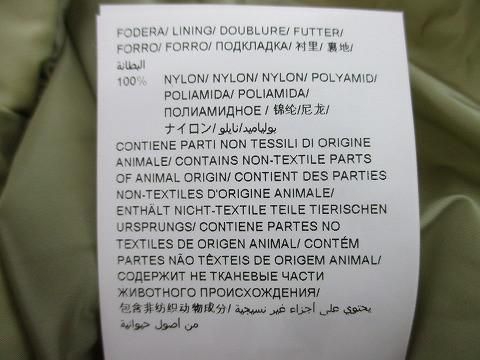 FODERA/ LINING/ DOUBLURE/ FUTTER/
FORRO/ FORRO/ ПОДКЛАДКА/ 衬里/ 裏地/
البطانة
100% NYLON/ NYLON/ NYLON/ POLYAMID/
POLIAMIDA/ POLIAMIDA/
ПОЛИАМИДНОЕ / 锦纶/尼龙/
ナイロン/ بولياميد/نايلو
CONTIENE PARTI NON TESSILI DI ORIGINE
ANIMALE/ CONTAINS NON-TEXTILE PARTS
OF ANIMAL ORIGIN/ CONTIENT DES PARTIES
NON-TEXTILES D'ORIGINE ANIMALE/
ENTHÄLT NICHT-TEXTILE TEILE TIERISCHEN
URSPRUNGS/ CONTIENE PARTES NO
TEXTILES DE ORIGEN ANIMAL/ CONTÉM
PARTES NÃO TÊXTEIS DE ORIGEM ANIMAL/
СОДЕРЖИТ НЕ ТКАНЕВЫЕ ЧАСТИ
ЖИВОТНОГО ПРОИСХОЖДЕНИЯ/
包含非纺织动物成分/ يحتوي على أجزاء غير نسيجية
من أصول حيوانية